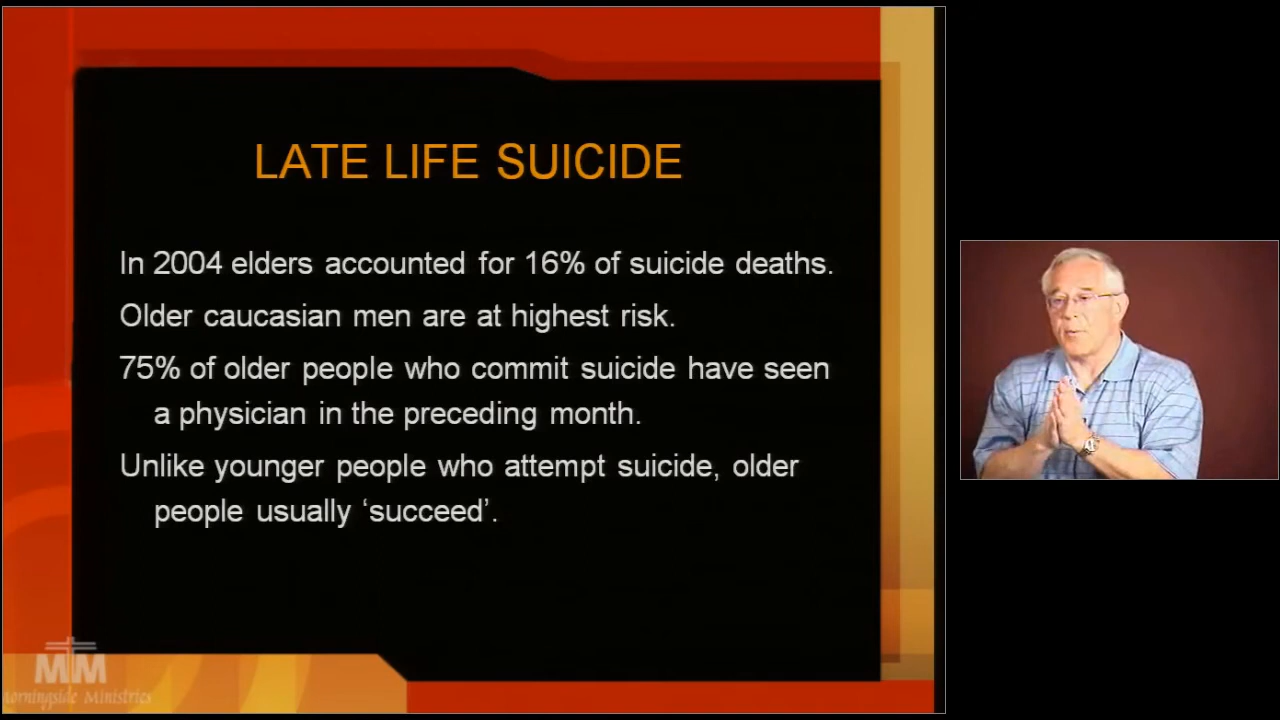 LATE LIFE SUICIDE
In 2004 elders accounted for 16% of suicide deaths.
Older caucasian men are at highest risk.
75% of older people who commit suicide have seen
a physician in the preceding month.
Unlike younger people who attempt suicide, older
people usually ‘succeed’.
MM
Morningside Ministries